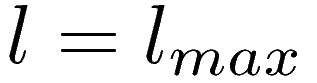 l = l_{max}